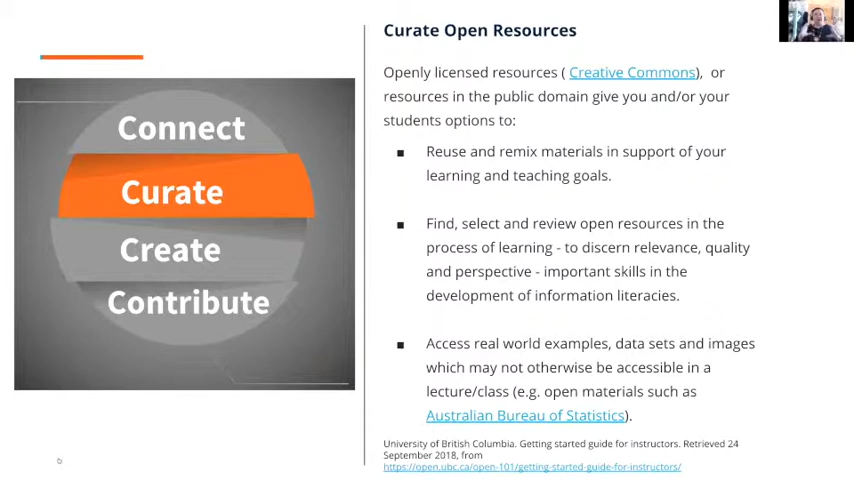 Connect
Curate
Create
Contribute
Curate Open Resources
Openly licensed resources ( Creative Commons),  or
resources in the public domain give you and/or your
students options to:
■ Reuse and remix materials in support of your
learning and teaching goals.
■ Find, select and review open resources in the
process of learning - to discern relevance, quality
and perspective - important skills in the
development of information literacies.
■ Access real world examples, data sets and images
which may not otherwise be accessible in a
lecture/class (e.g. open materials such as
Australian Bureau of Statistics).
University of British Columbia. Getting started guide for instructors. Retrieved 24
September 2018, from
https://open.ubc.ca/open-101/getting-started-guide-for-instructors/